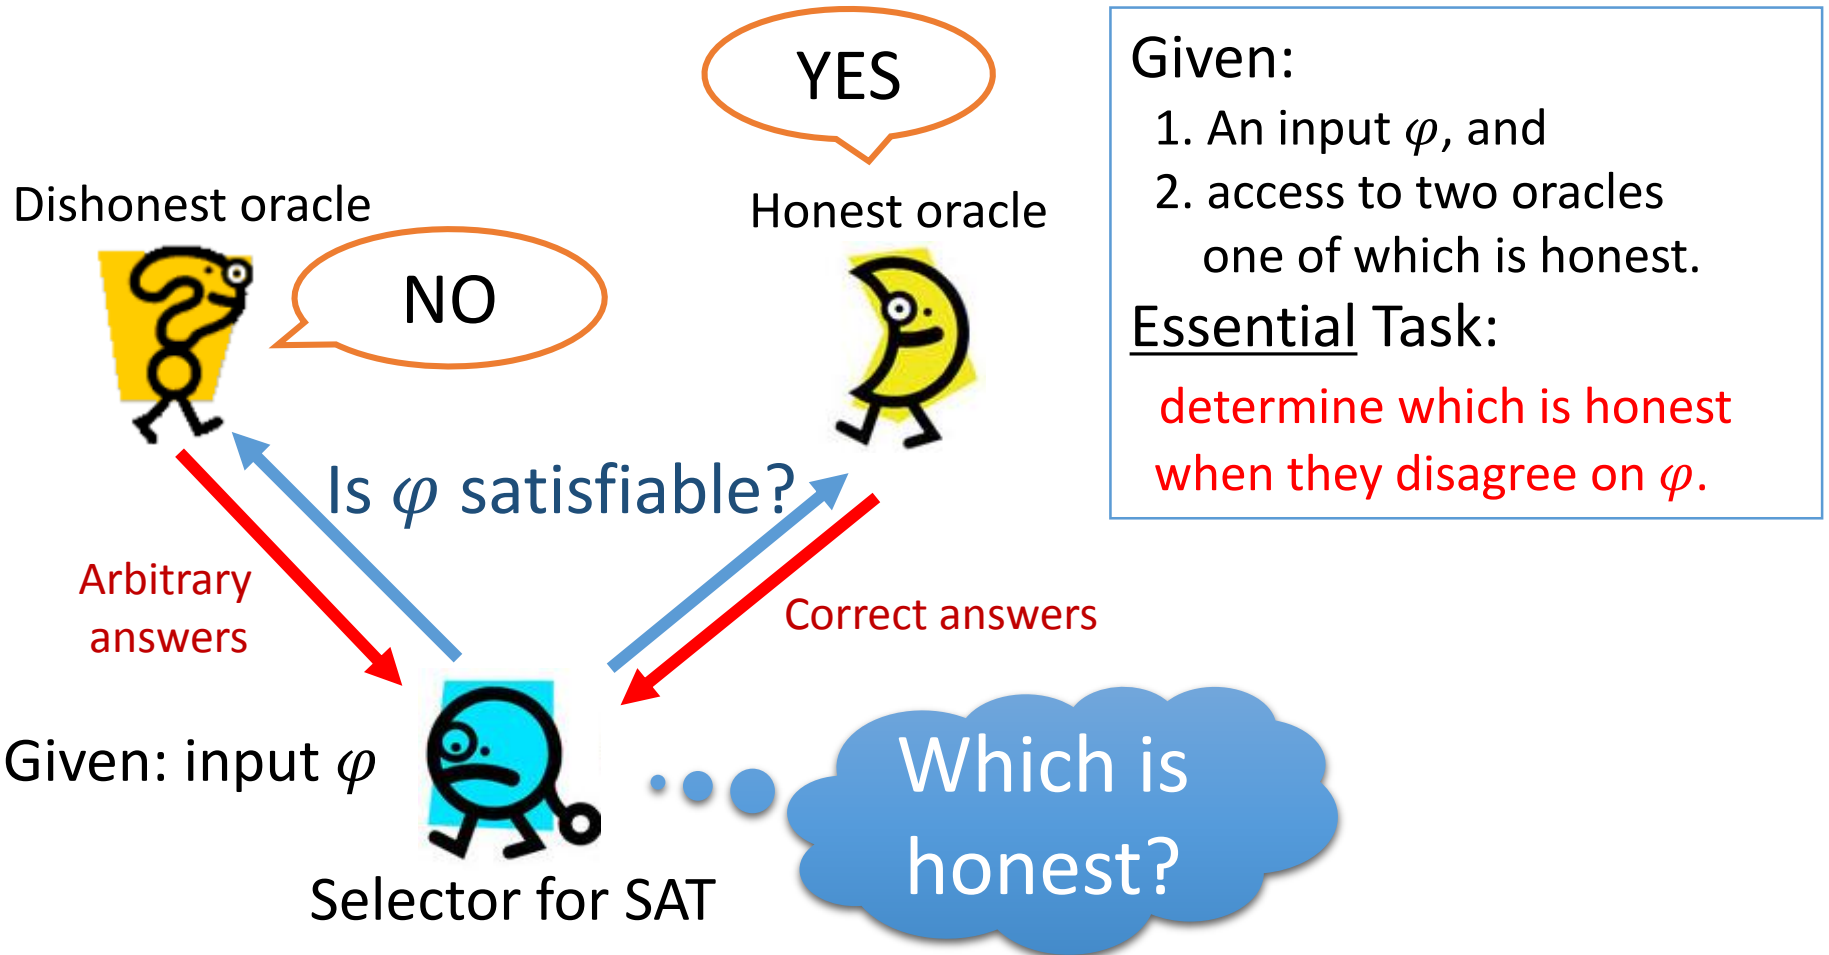 YES
Dishonest oracle
Honest oracle
NO
Is φ satisfiable?
Arbitrary
answers
Correct answers
Given: input φ
Selector for SAT
Which is
honest?
Given:
1. An input φ, and
2. access to two oracles
one of which is honest.
Essential Task:
determine which is honest
when they disagree on φ.